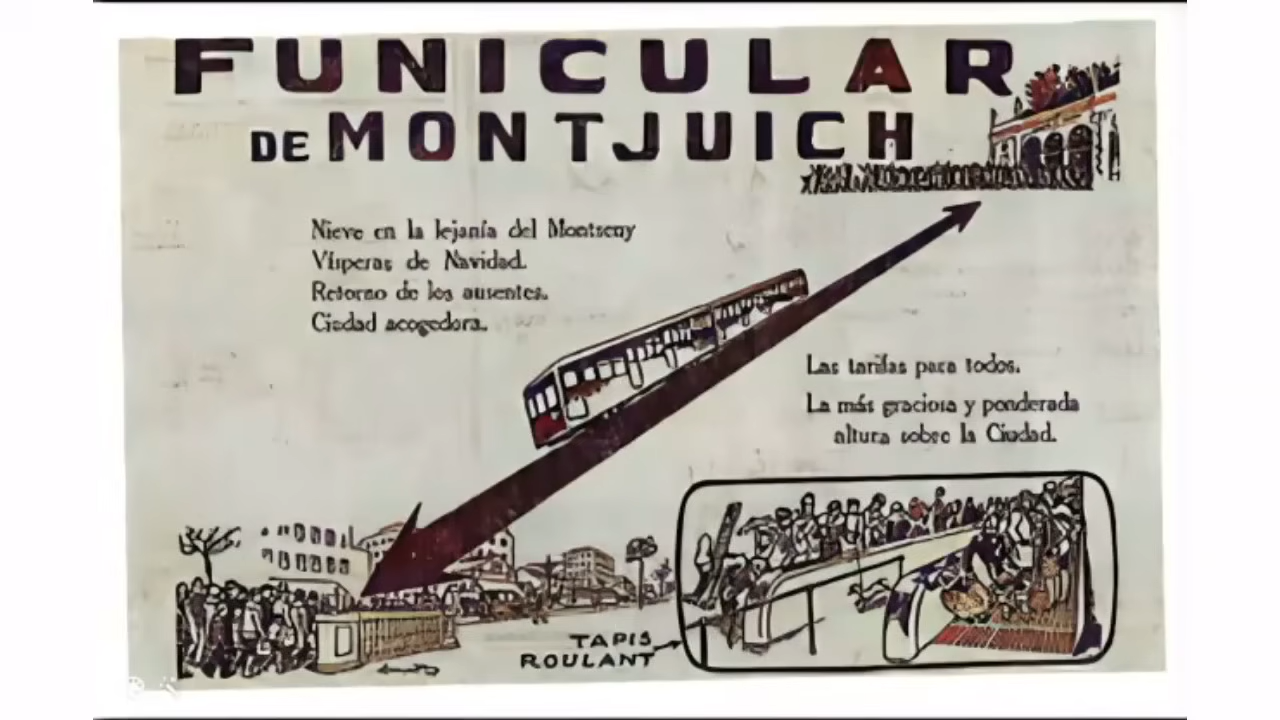 FUNICULAR
DE MONTJUICH
Nieve en la lejanía del Montseny
Vísperas de Navidad.
Retorno de los ausentes.
Ciudad acogedora.
Las tarifas para todos.
La más graciosa y ponderada
altura sobre la Ciudad.
TAPIS
ROULANT